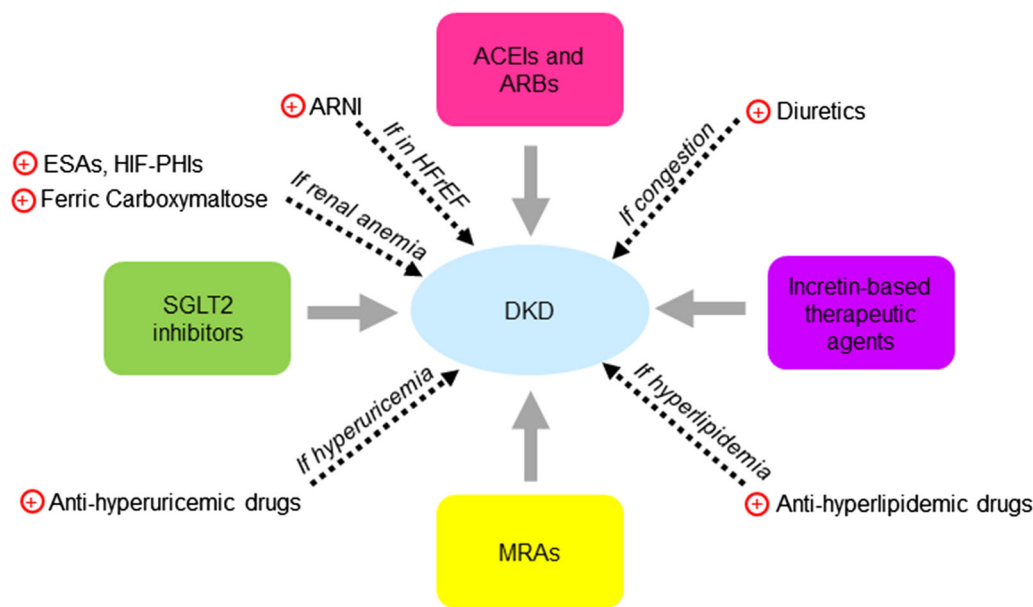 ACEIs and
ARBs
ARNI
If in HFrEF
Diuretics
If congestion
ESAs, HIF-PHIs
Ferric Carboxymaltose
If renal anemia
SGLT2
inhibitors
DKD
Incretin-based
therapeutic
agents
If hyperuricemia
If hyperlipidemia
Anti-hyperuricemic drugs
Anti-hyperlipidemic drugs
MRAs